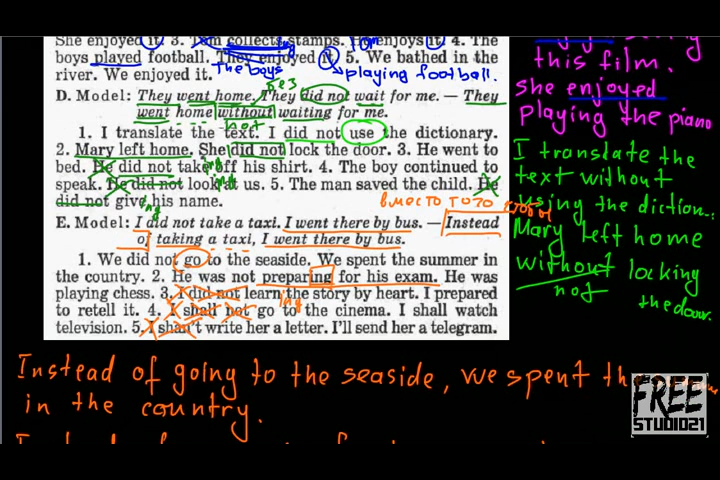 She enjoyed it. 3. Tom collects stamps. He enjoys it. 4. The
boys played football. They enjoyed it. 5. We bathed in the
river. We enjoyed it.
The boys
playing football.
без
D. Model: They went home. They did not wait for me. — They
went home without waiting for me.
not
1. I translate the text. I did not use the dictionary.
2. Mary left home. She did not lock the door. 3. He went to
bed. He did not take off his shirt. 4. The boy continued to
speak. He did not look at us. 5. The man saved the child. He
did not give his name.
ing
вместо того чтобы
E. Model: I did not take a taxi. I went there by bus. — Instead
of taking a taxi, I went there by bus.
1. We did not go to the seaside. We spent the summer in
the country. 2. He was not preparing for his exam. He was
playing chess. 3. I did not learn the story by heart. I prepared
ing
to retell it. 4. I shall not go to the cinema. I shall watch
television. 5. I shan't write her a letter. I'll send her a telegram.
this film.
she enjoyed
playing the piano
I translate the
text without
using the diction..
Mary left home
without locking
not
the door.
Instead of going to the seaside, we spent the
in the country.
FREE
STUDIO21